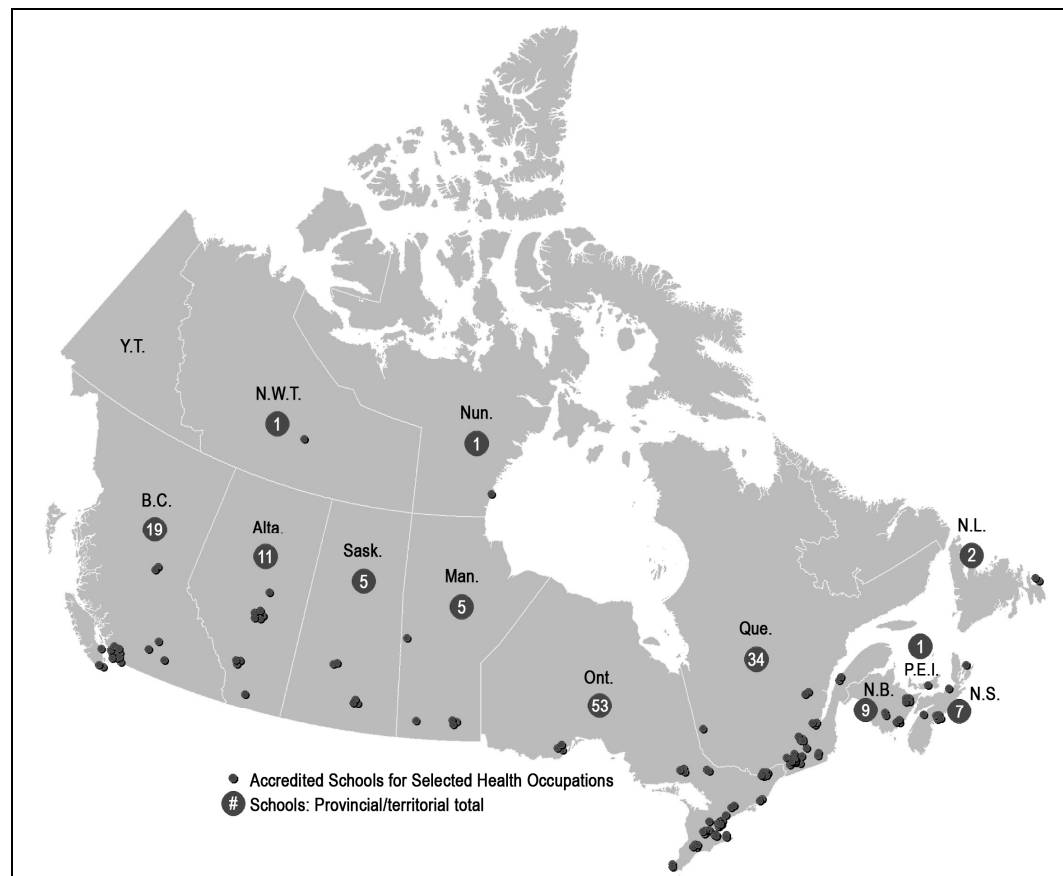 Y.T.
N.W.T.
1
Nun.
1
B.C.
19
Alta.
11
Sask.
5
Man.
5
Ont.
53
Que.
34
N.L.
2
1
P.E.I.
N.B.
9
N.S.
7
Accredited Schools for Selected Health Occupations
# Schools: Provincial/territorial total